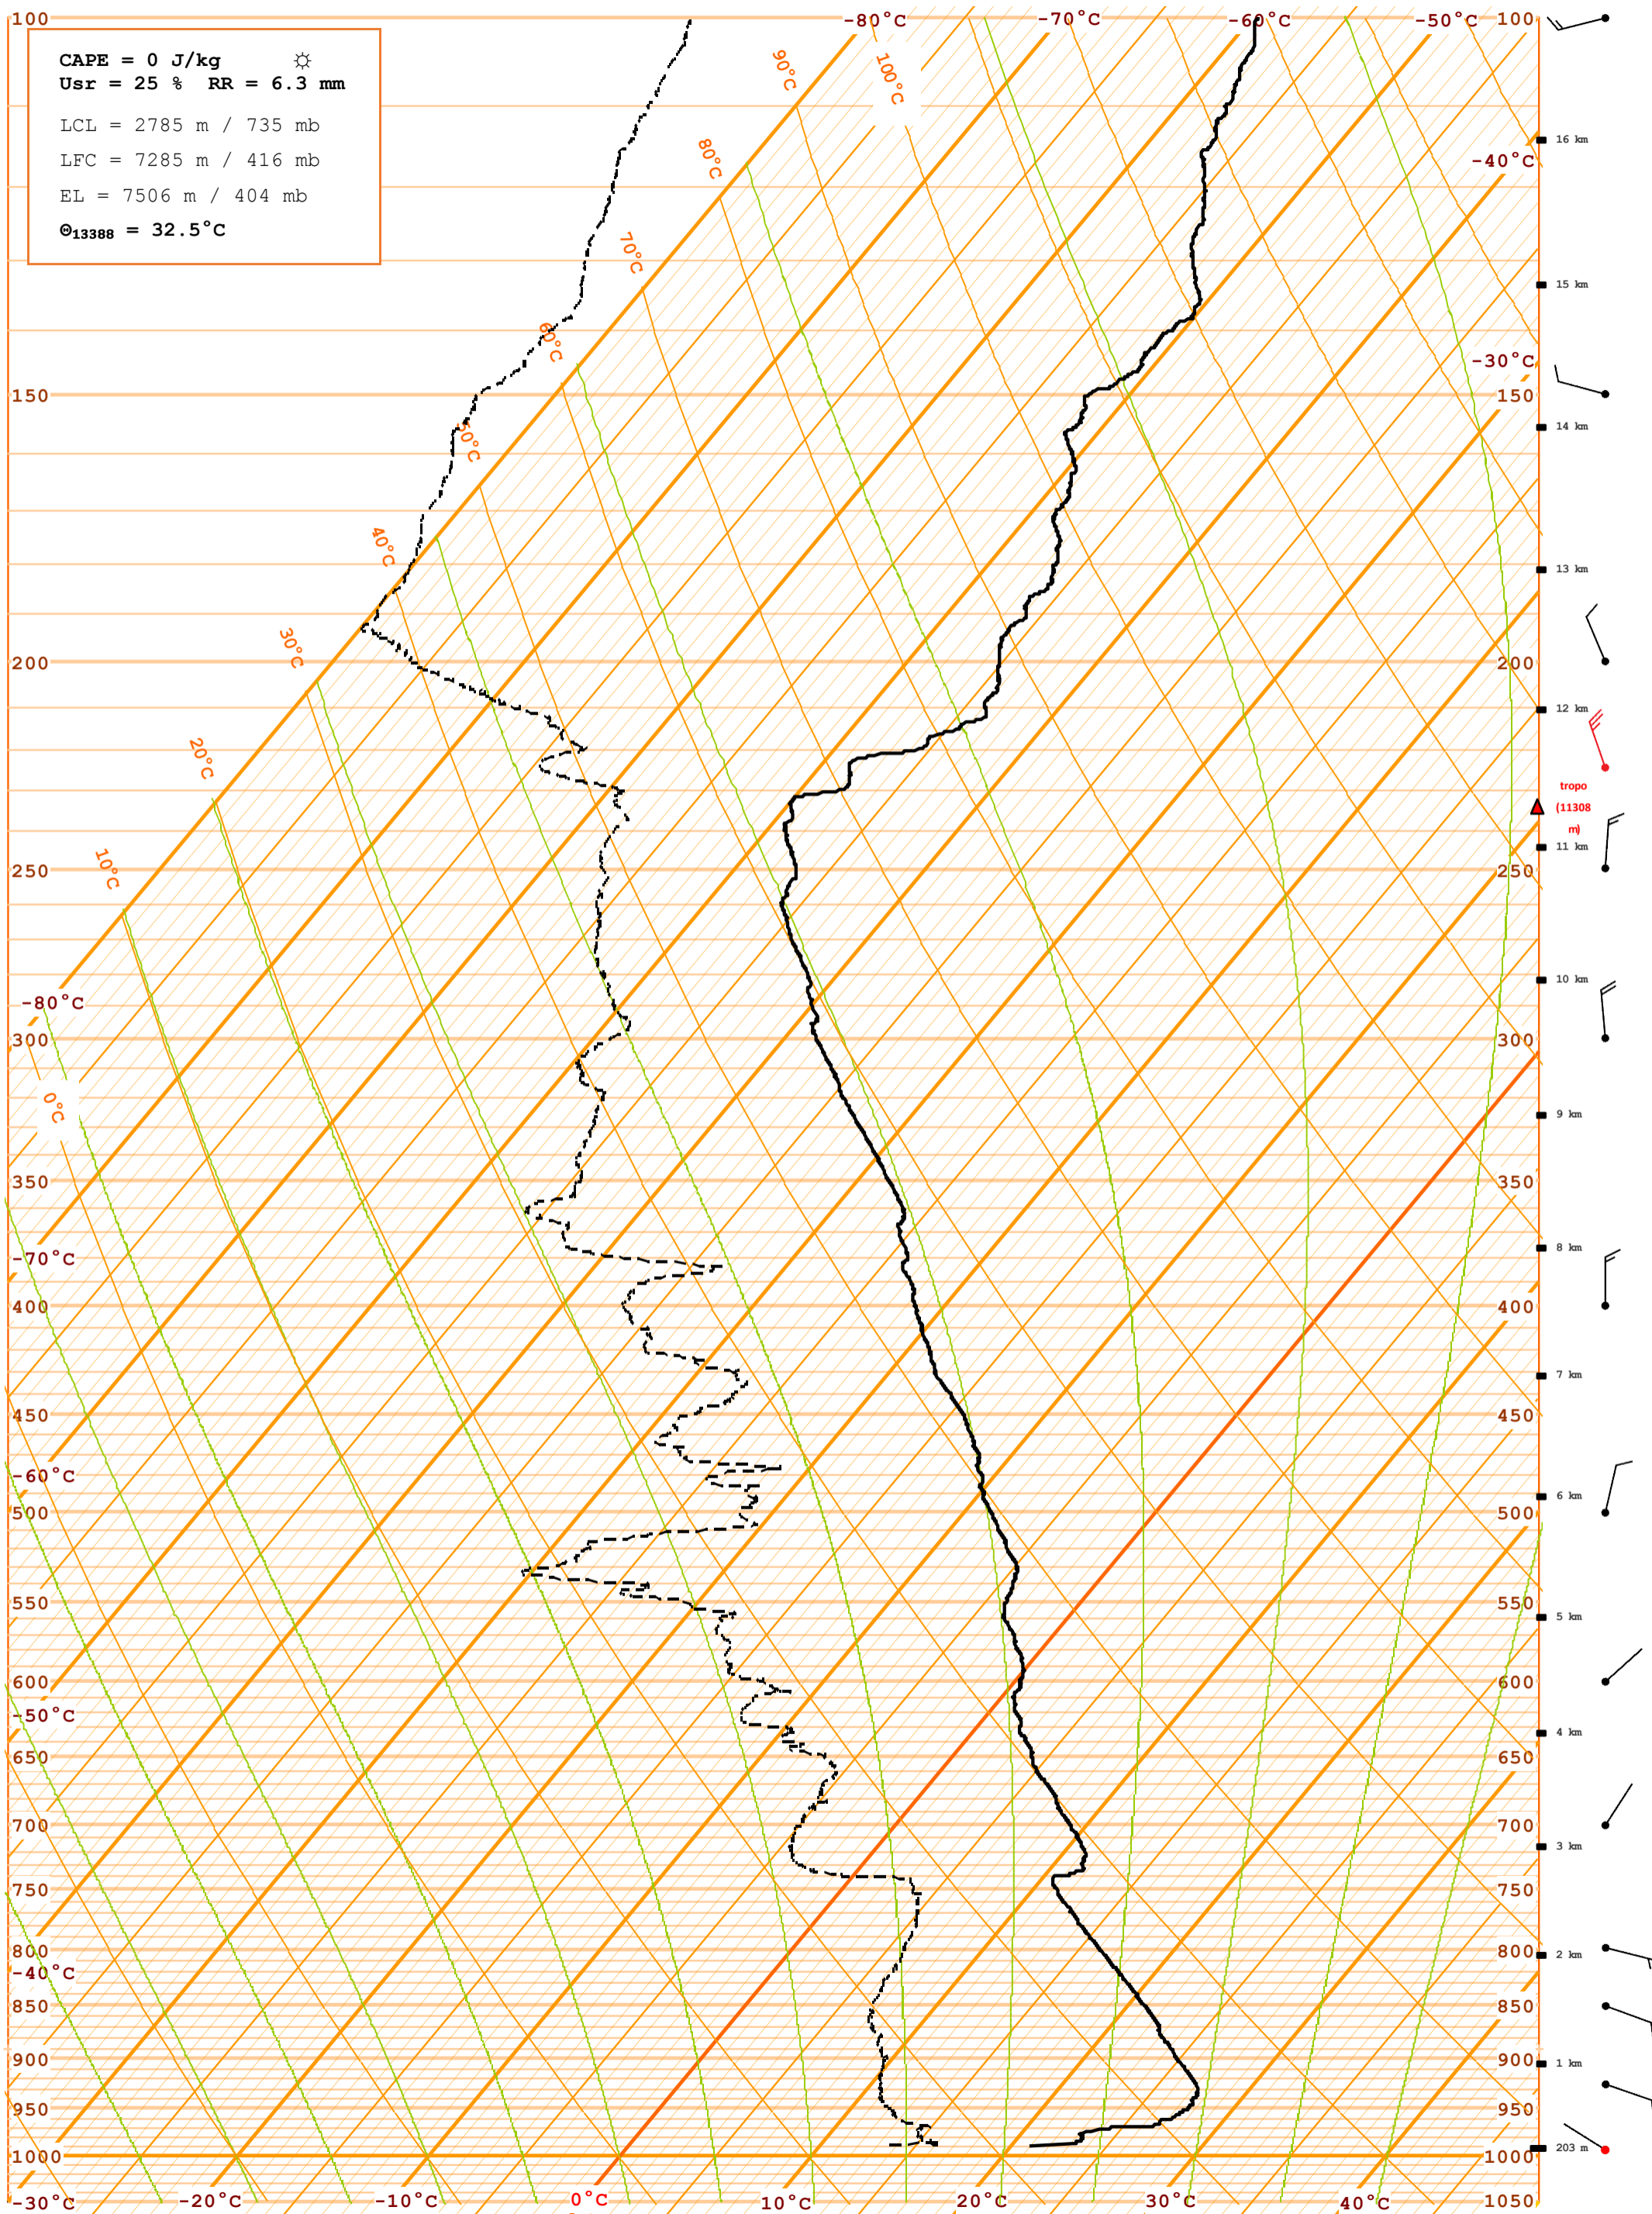 100 -80°C -70°C -60°C -50°C 100
CAPE = 0 J/kg
Usr = 25 % RR = 6.3 mm
LCL = 2785 m / 735 mb
LFC = 7285 m / 416 mb
EL = 7506 m / 404 mb
Θ13388 = 32.5°C
90°C 100°C
16 km
80°C -40°C
70°C
15 km
60°C
-30°C
150 150
50°C 14 km
40°C
13 km
30°C
200 200
12 km
20°C
tropo
(11308
m)
11 km
10°C
250 250
10 km
-80°C
300 300
0°C
9 km
350 350
8 km
-70°C
400 400
7 km
450 450
-60°C
6 km
500 500
550 550
5 km
600 600
-50°C
4 km
650 650
700 700
3 km
750 750
800 800
2 km
-40°C
850 850
900 900
1 km
950 950
203 m
1000 1000
-30°C -20°C -10°C 0°C 10°C 20°C 30°C 40°C 1050